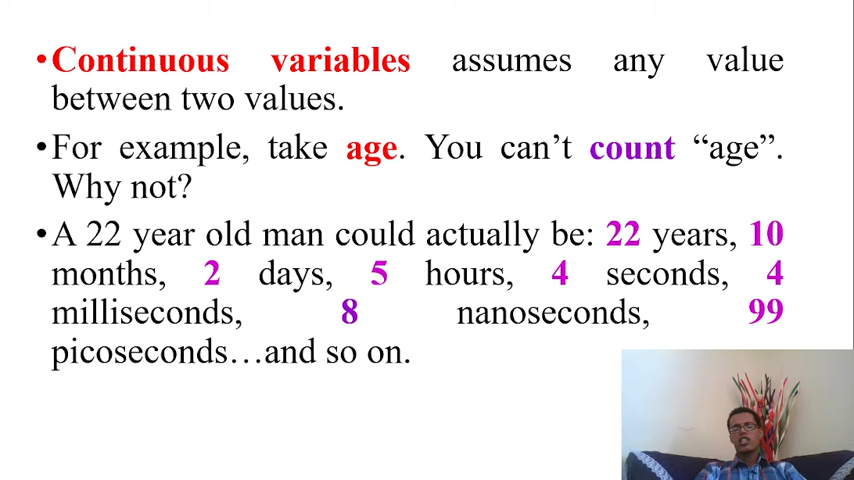 •Continuous variables assumes any value
between two values.
•For example, take age. You can’t count “age”.
Why not?
•A 22 year old man could actually be: 22 years, 10
months, 2 days, 5 hours, 4 seconds, 4
milliseconds, 8 nanoseconds, 99
picoseconds…and so on.